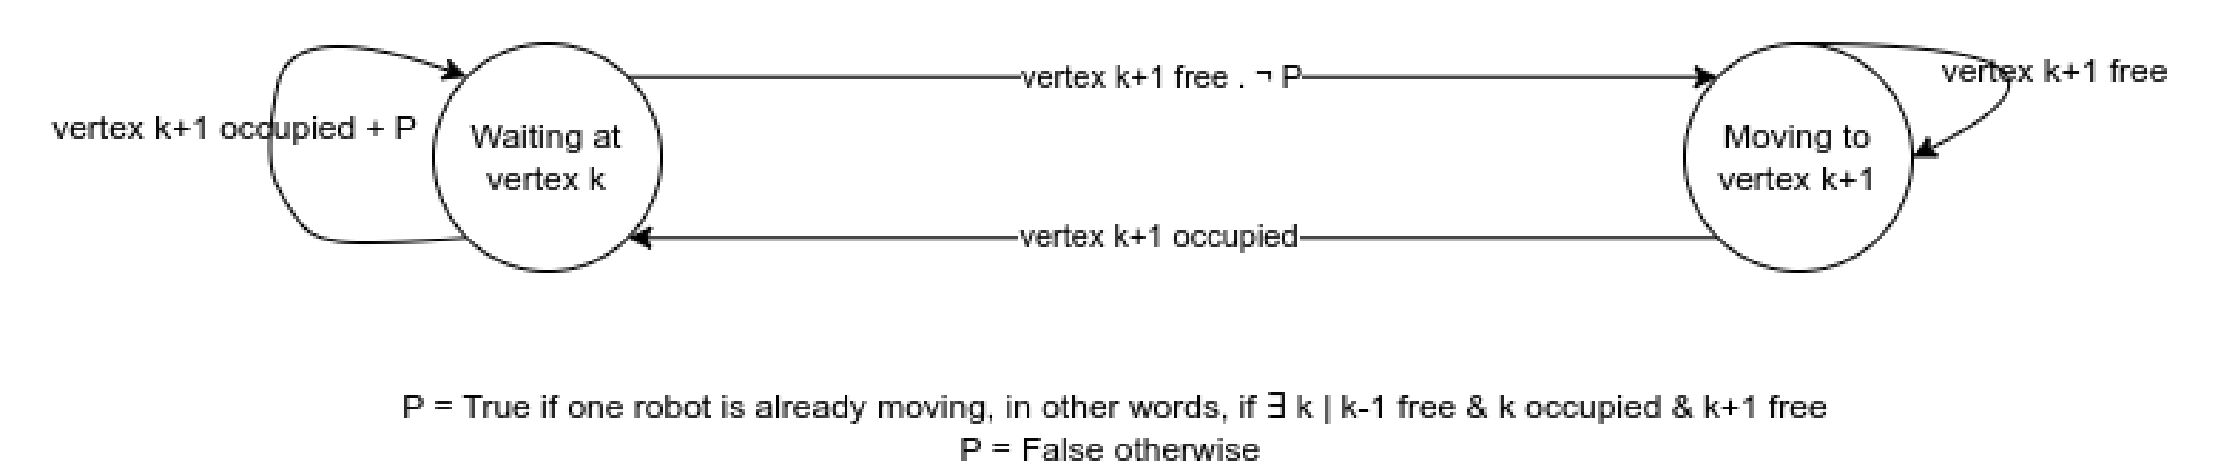 vertex k+1 free . ¬ P
vertex k+1 free
vertex k+1 occupied + P
Waiting at
vertex k
Moving to
vertex k+1
vertex k+1 occupied
P = True if one robot is already moving, in other words, if ∃ k | k-1 free & k occupied & k+1 free
P = False otherwise